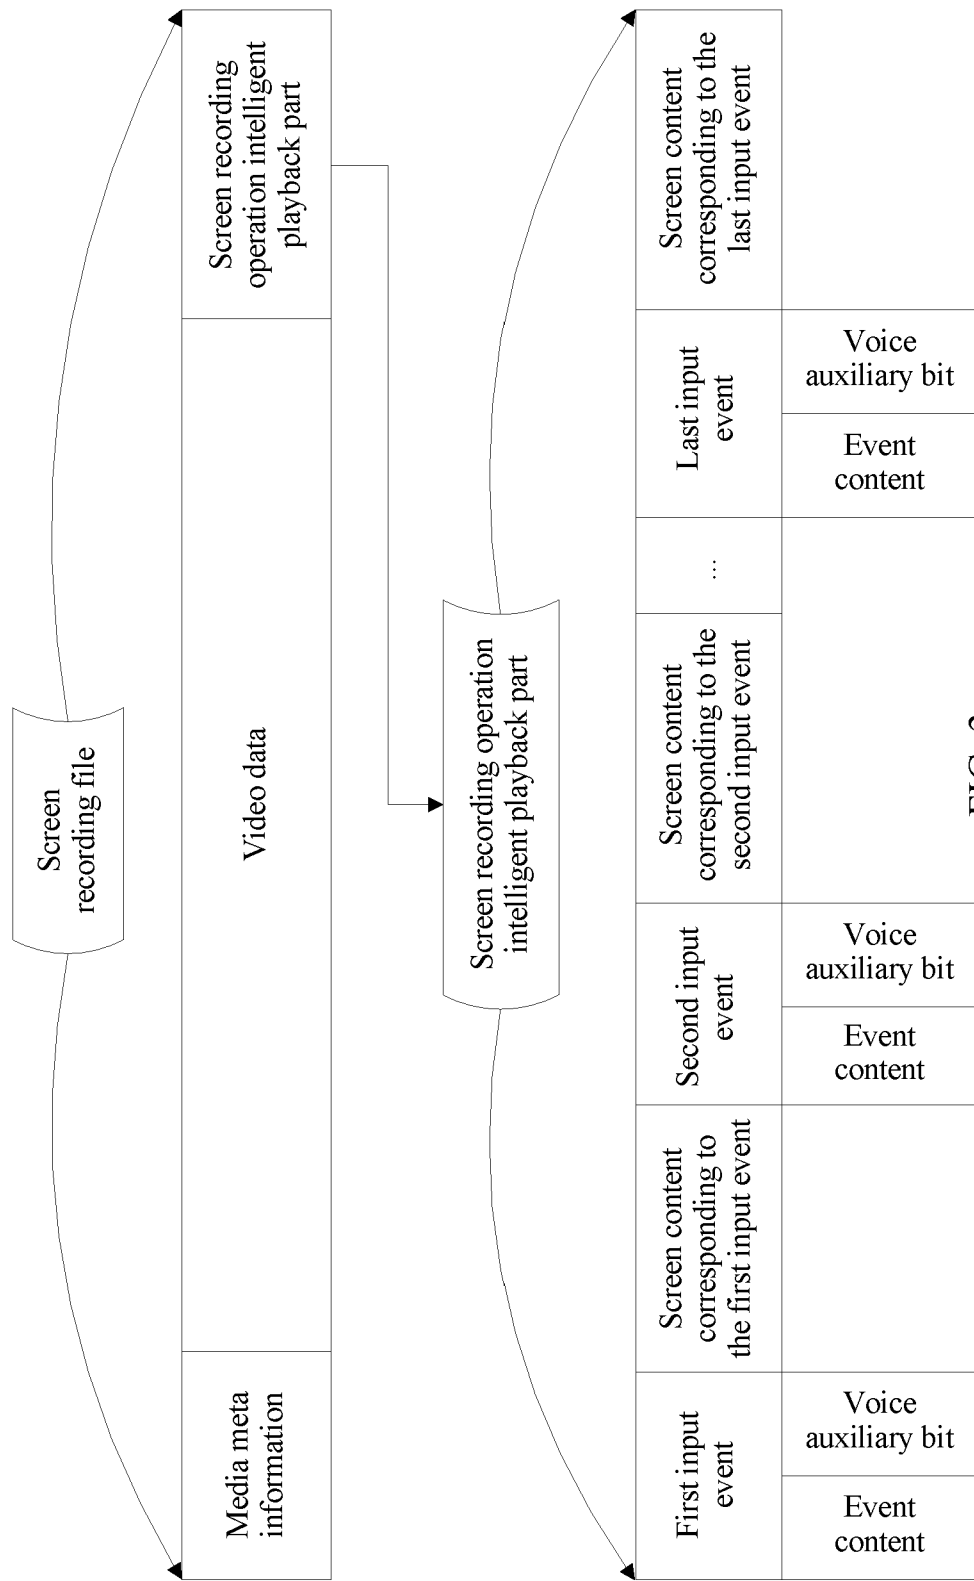 Screen
recording file
Media meta
information
Video data
Screen recording
operation intelligent
playback part
Screen recording operation
intelligent playback part
First input
event
Screen content
corresponding to
the first input event
Second input
event
Screen content
corresponding to the
second input event
...
Last input
event
Screen content
corresponding to the
last input event
Event
content
Voice
auxiliary bit
Event
content
Voice
auxiliary bit
Event
content
Voice
auxiliary bit